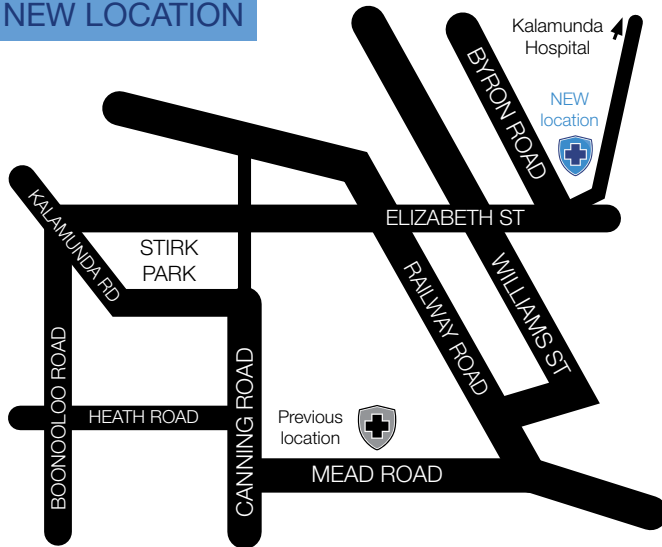 NEW LOCATION
Kalamunda
Hospital
BYRON ROAD
NEW
location
KALAMUNDA RD
ELIZABETH ST
STIRK
PARK
RAILWAY ROAD
WILLIAMS ST
BOONOOLOO ROAD
CANNING ROAD
HEATH ROAD
Previous
location
MEAD ROAD